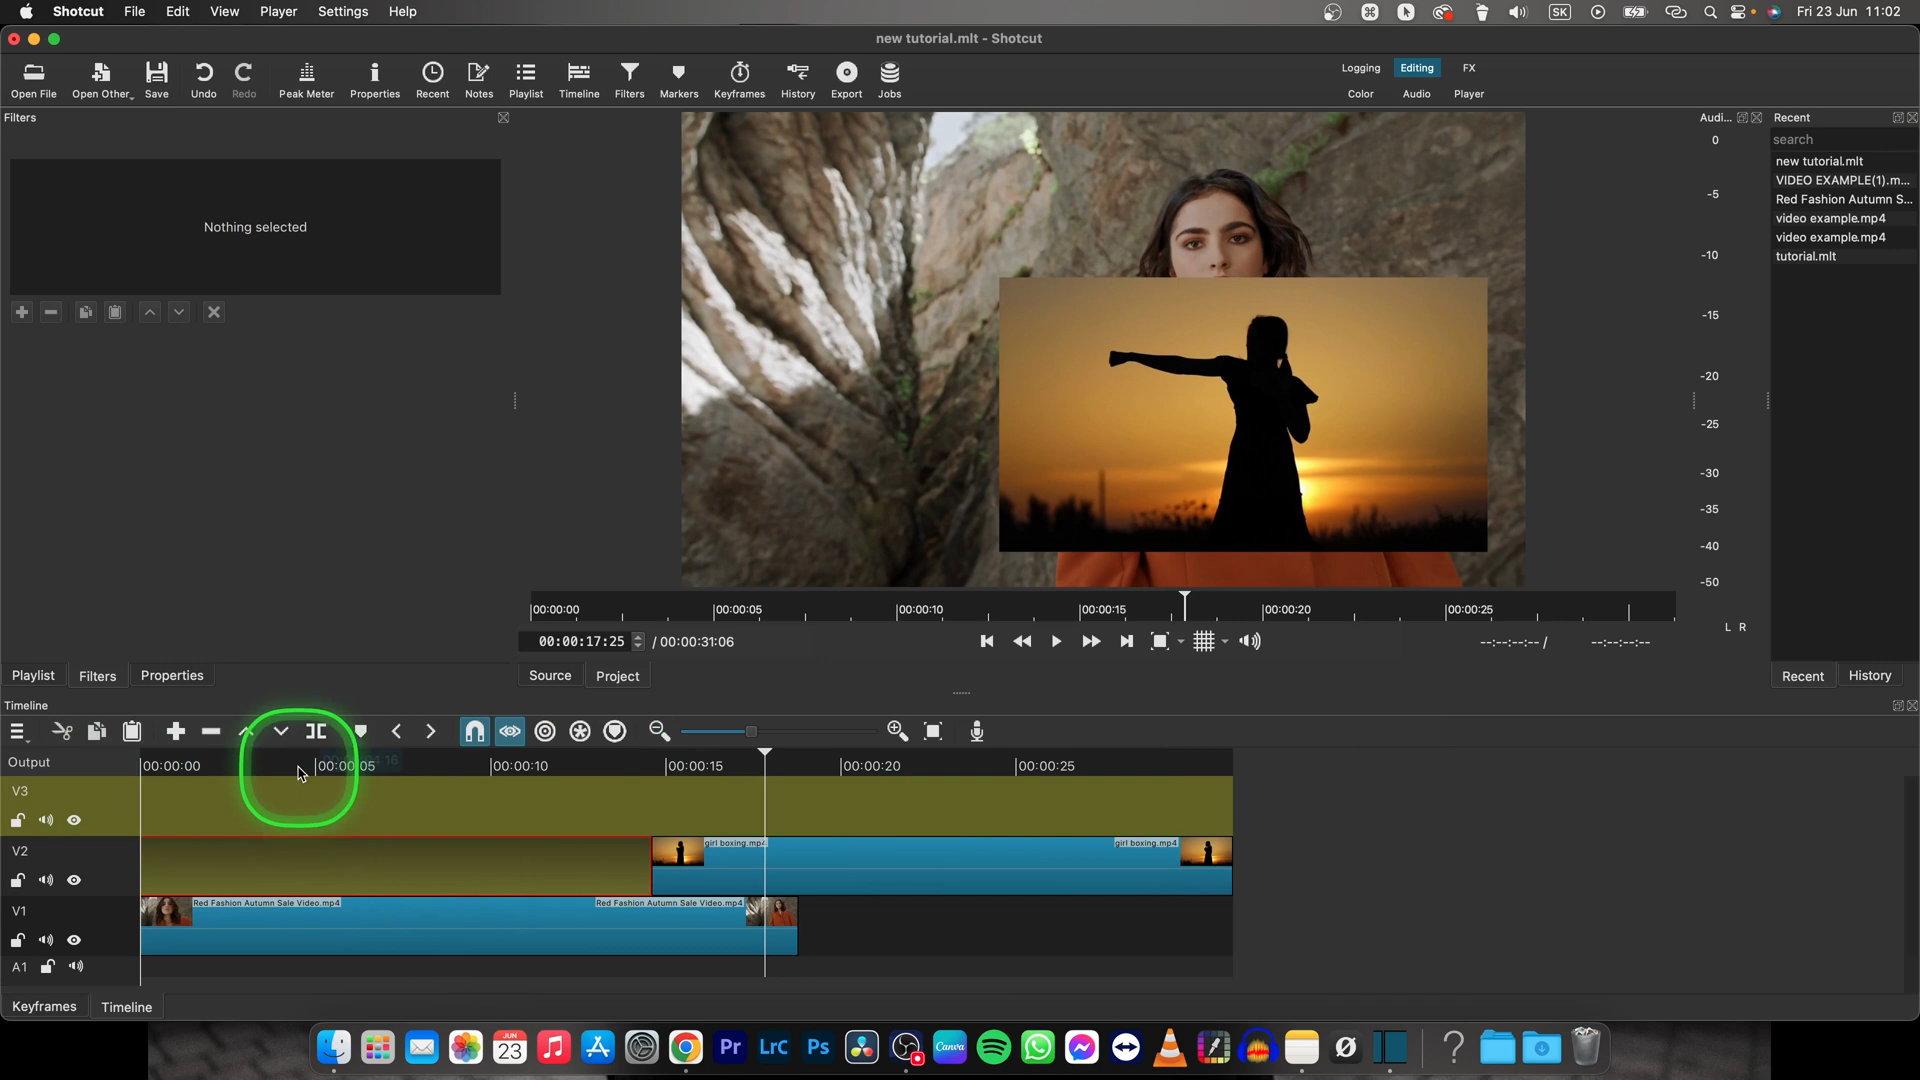 Shotcut File Edit View Player Settings Help
SK
Fri 23 Jun 11:02
new tutorial.mlt - Shotcut
Open File Open Other Save Undo Redo Peak Meter Properties Recent Notes Playlist Timeline Filters Markers Keyframes History Export Jobs
Logging Editing FX
Color Audio Player
Filters
Nothing selected
Audi...
0
-5
-10
-15
-20
-25
-30
-35
-40
-45
-50
L R
Recent
search
new tutorial.mlt
VIDEO EXAMPLE(1).m...
Red Fashion Autumn S...
video example.mp4
video example.mp4
tutorial.mlt
00:00:00 00:00:05 00:00:10 00:00:15 00:00:20 00:00:25
00:00:17:25 / 00:00:31:06
--:--:--:-- / --:--:--:--
Playlist Filters Properties
Source Project
Recent History
Timeline
Output
00:00:00 00:00:05 00:00:10 00:00:15 00:00:20 00:00:25
V3
V2
girl boxing.mp4 girl boxing.mp4
V1
Red Fashion Autumn Sale Video.mp4 Red Fashion Autumn Sale Video.mp4
A1
Keyframes Timeline
JUN
23
Pr LrC Ps
Canva